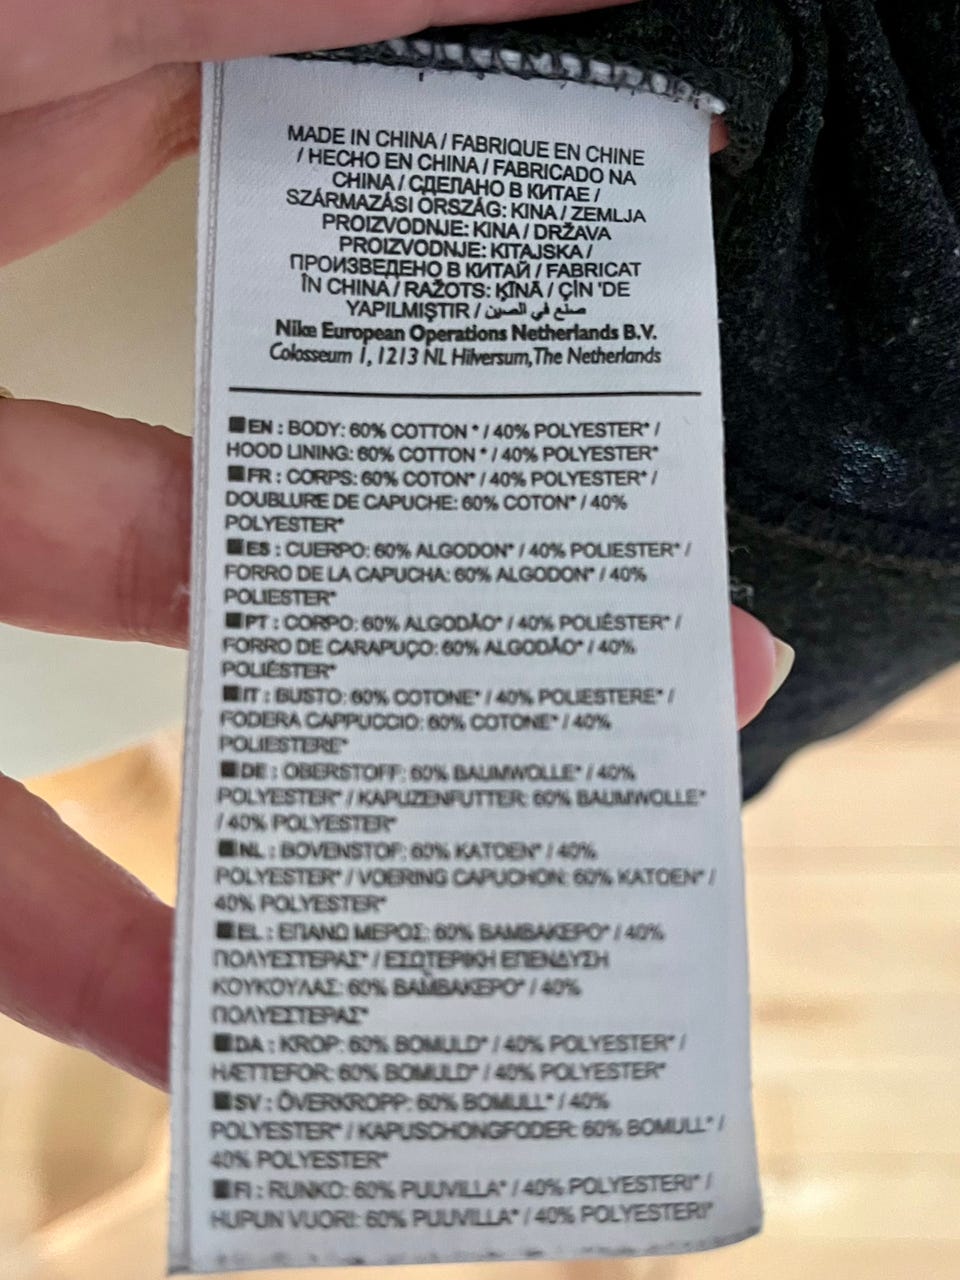 MADE IN CHINA / FABRIQUE EN CHINE
/ HECHO EN CHINA / FABRICADO NA
CHINA / СДЕЛАНО В КИТАЕ /
SZÁRMAZÁSI ORSZÁG: KINA / ZEMLJA
PROIZVODNJE: KINA / DRŽAVA
PROIZVODNJE: KITAJSKA /
ПРОИЗВЕДЕНО В КИТАЙ / FABRICAT
ÎN CHINA / RAŽOTS: ĶĪNĀ / ÇİN 'DE
YAPILMIŞTIR / صنع في الصين
Nike European Operations Netherlands B.V.
Colosseum 1, 1213 NL Hilversum, The Netherlands
EN : BODY: 60% COTTON * / 40% POLYESTER* /
HOOD LINING: 60% COTTON * / 40% POLYESTER*
FR : CORPS: 60% COTON* / 40% POLYESTER* /
DOUBLURE DE CAPUCHE: 60% COTON* / 40%
POLYESTER*
ES : CUERPO: 60% ALGODON* / 40% POLIESTER* /
FORRO DE LA CAPUCHA: 60% ALGODON* / 40%
POLIESTER*
PT : CORPO: 60% ALGODÃO* / 40% POLIÉSTER* /
FORRO DE CARAPUÇO: 60% ALGODÃO* / 40%
POLIÉSTER*
IT : BUSTO: 60% COTONE* / 40% POLIESTERE* /
FODERA CAPPUCCIO: 60% COTONE* / 40%
POLIESTERE*
DE : OBERSTOFF: 60% BAUMWOLLE* / 40%
POLYESTER* / KAPUZENFUTTER: 60% BAUMWOLLE*
/ 40% POLYESTER*
NL : BOVENSTOF: 60% KATOEN* / 40%
POLYESTER* / VOERING CAPUCHON: 60% KATOEN* /
40% POLYESTER*
EL : ΕΠΑΝΩ ΜΕΡΟΣ: 60% ΒΑΜΒΑΚΕΡΟ* / 40%
ΠΟΛΥΕΣΤΕΡΑΣ* / ΕΣΩΤΕΡΙΚΗ ΕΠΕΝΔΥΣΗ
ΚΟΥΚΟΥΛΑΣ: 60% ΒΑΜΒΑΚΕΡΟ* / 40%
ΠΟΛΥΕΣΤΕΡΑΣ*
DA : KROP: 60% BOMULD* / 40% POLYESTER* /
HÆTTEFOR: 60% BOMULD* / 40% POLYESTER*
SV : ÖVERKROPP: 60% BOMULL* / 40%
POLYESTER* / KAPUSCHONGFODER: 60% BOMULL* /
40% POLYESTER*
FI : RUNKO: 60% PUUVILLA* / 40% POLYESTERI* /
HUPUN VUORI: 60% PUUVILLA* / 40% POLYESTERI*